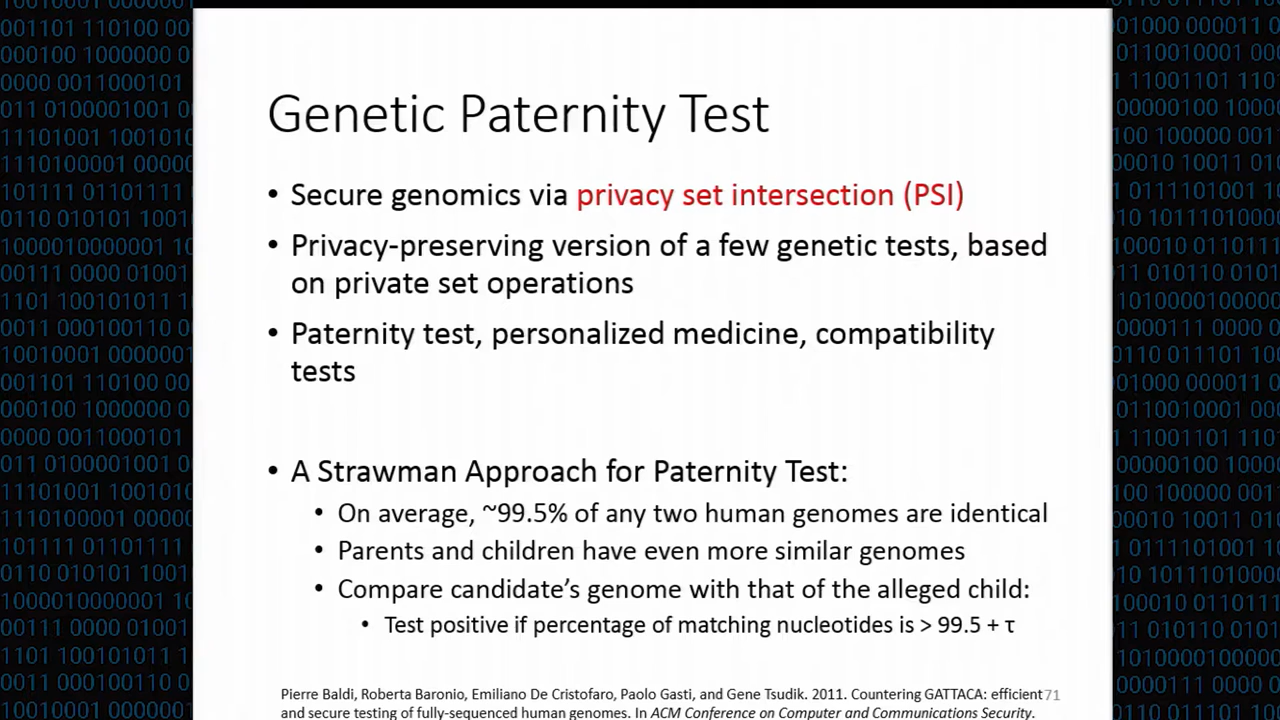 Genetic Paternity Test
• Secure genomics via privacy set intersection (PSI)
• Privacy-preserving version of a few genetic tests, based
on private set operations
• Paternity test, personalized medicine, compatibility
tests
• A Strawman Approach for Paternity Test:
• On average, ~99.5% of any two human genomes are identical
• Parents and children have even more similar genomes
• Compare candidate’s genome with that of the alleged child:
• Test positive if percentage of matching nucleotides is > 99.5 + τ
Pierre Baldi, Roberta Baronio, Emiliano De Cristofaro, Paolo Gasti, and Gene Tsudik. 2011. Countering GATTACA: efficient 71
and secure testing of fully-sequenced human genomes. In ACM Conference on Computer and Communications Security.